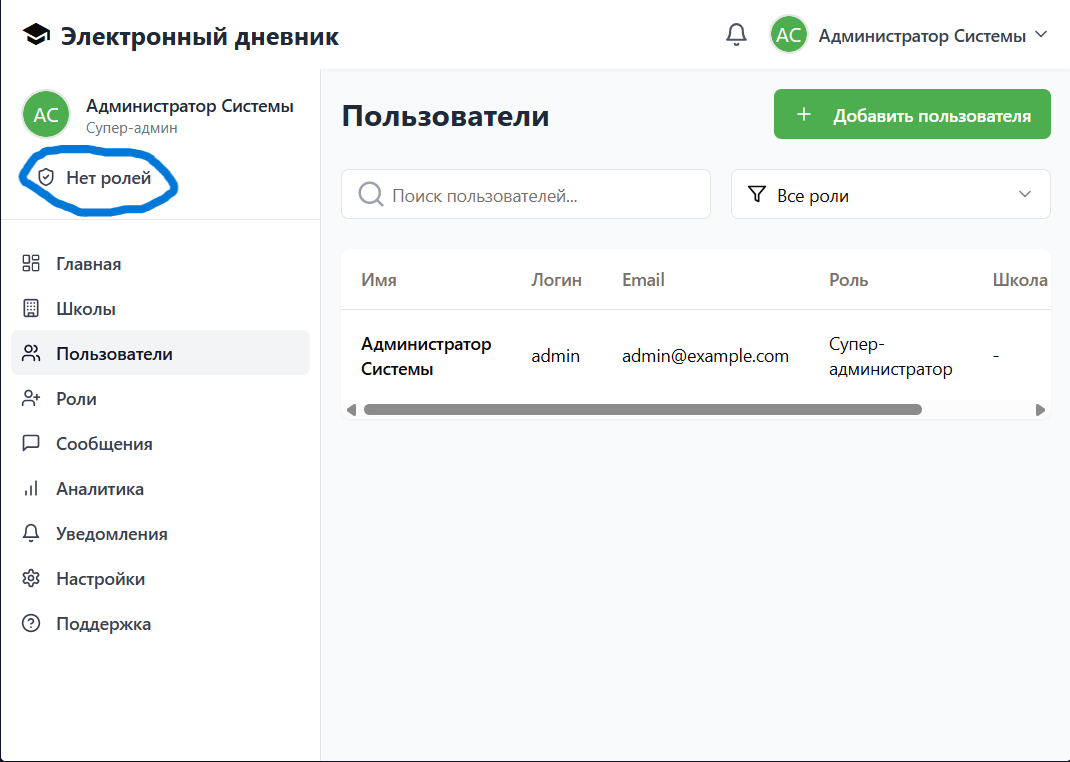 Электронный дневник
АС
Администратор Системы
АС
Администратор Системы
Супер-админ
Нет ролей
Главная
Школы
Пользователи
Роли
Сообщения
Аналитика
Уведомления
Настройки
Поддержка
Пользователи
+ Добавить пользователя
Поиск пользователей...
Все роли
Имя Логин Email Роль Школа
Администратор
Системы
admin
admin@example.com
Супер-
администратор
-